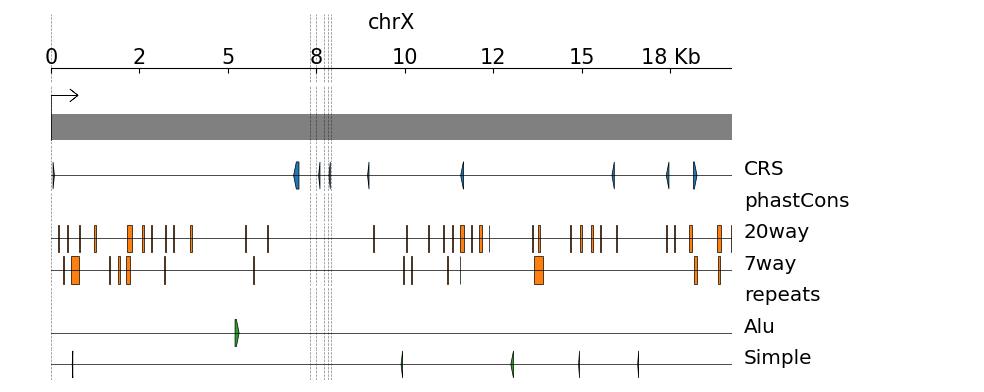 chrX
0 2 5 8 10 12 15 18 Kb
CRS
phastCons
20way
7way
repeats
Alu
Simple